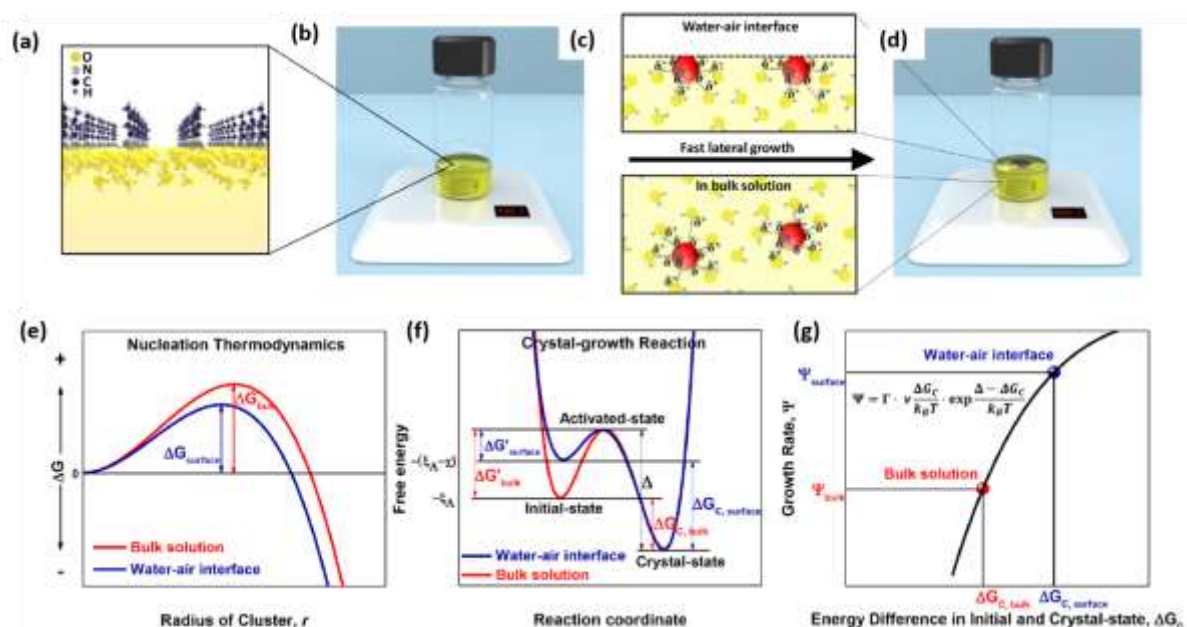 (a)
O
N
C
H
(b)
(c)
Water-air interface
Fast lateral growth
In bulk solution
(d)
(e)
Nucleation Thermodynamics
+
ΔG
0
-
ΔG_bulk
ΔG_surface
Bulk solution
Water-air interface
Radius of Cluster, r
(f)
Crystal-growth Reaction
Free energy
Activated-state
ΔG'_surface
ΔG'_bulk
Δ
ΔG_C, bulk
ΔG_C, surface
Initial-state
Crystal-state
Water-air interface
Bulk solution
Reaction coordinate
(g)
Growth Rate, Ψ
Ψ_surface
Water-air interface
Ψ = Γ · ν ΔG_C/k_BT · exp Δ − ΔG_C/k_BT
Bulk solution
Ψ_bulk
ΔG_C, bulk
ΔG_C, surface
Energy Difference in Initial and Crystal-state, ΔG_C